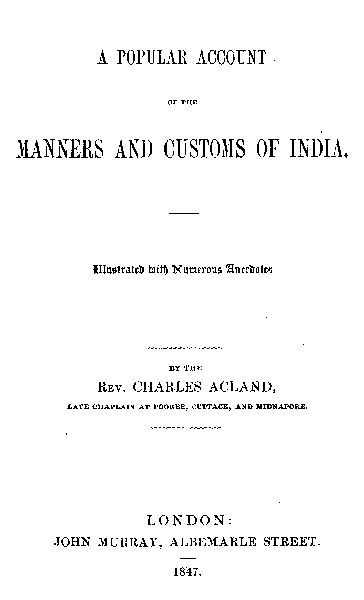 A POPULAR ACCOUNT
OF THE
MANNERS AND CUSTOMS OF INDIA.
Illustrated with Numerous Anecdotes
BY THE
REV. CHARLES ACLAND,
LATE CHAPLAIN AT POOREE, CUTTACK, AND MIDNAPORE.
LONDON:
JOHN MURRAY, ALBEMARLE STREET.
1847.